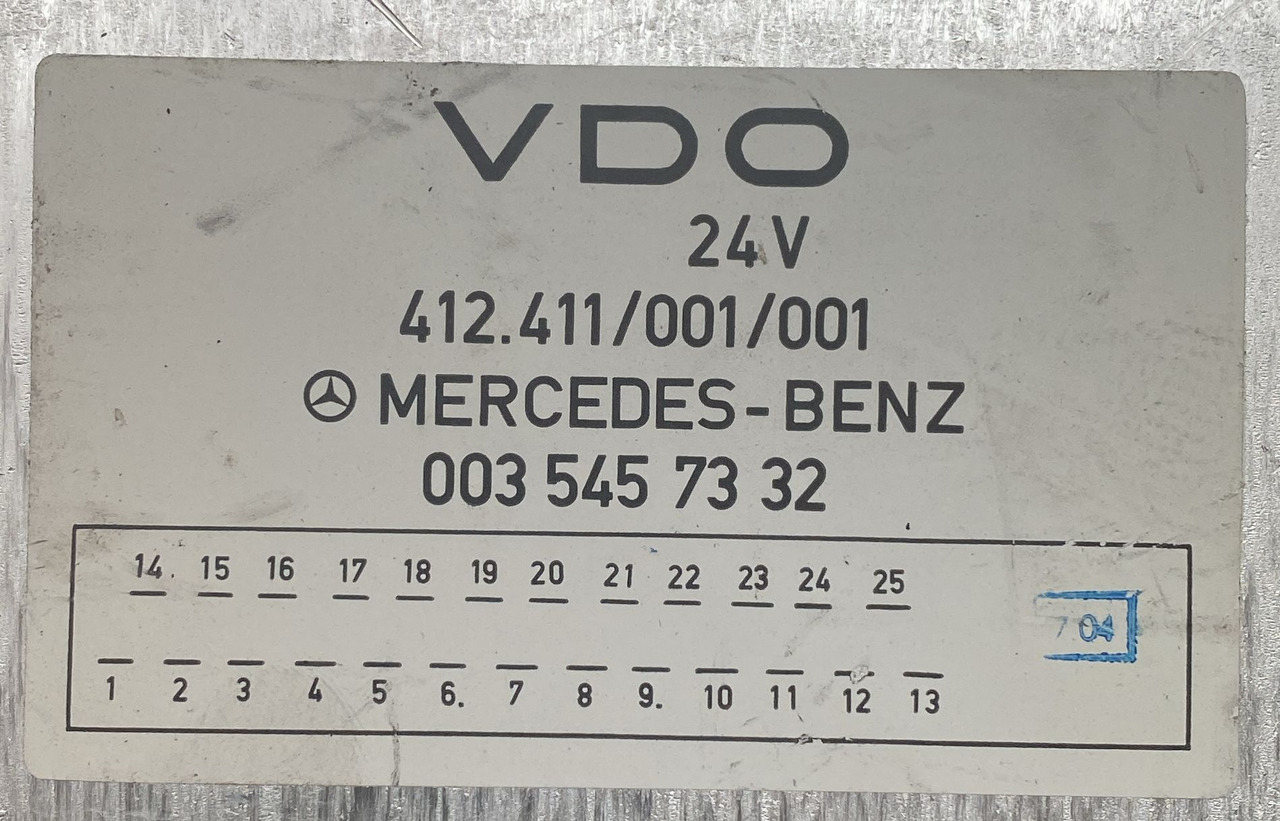 VDO
24V
412.411/001/001
MERCEDES-BENZ
003 545 73 32
14. 15 16 17 18 19 20 21 22 23 24 25
04
1 2 3 4 5 6. 7 8 9. 10 11 12 13